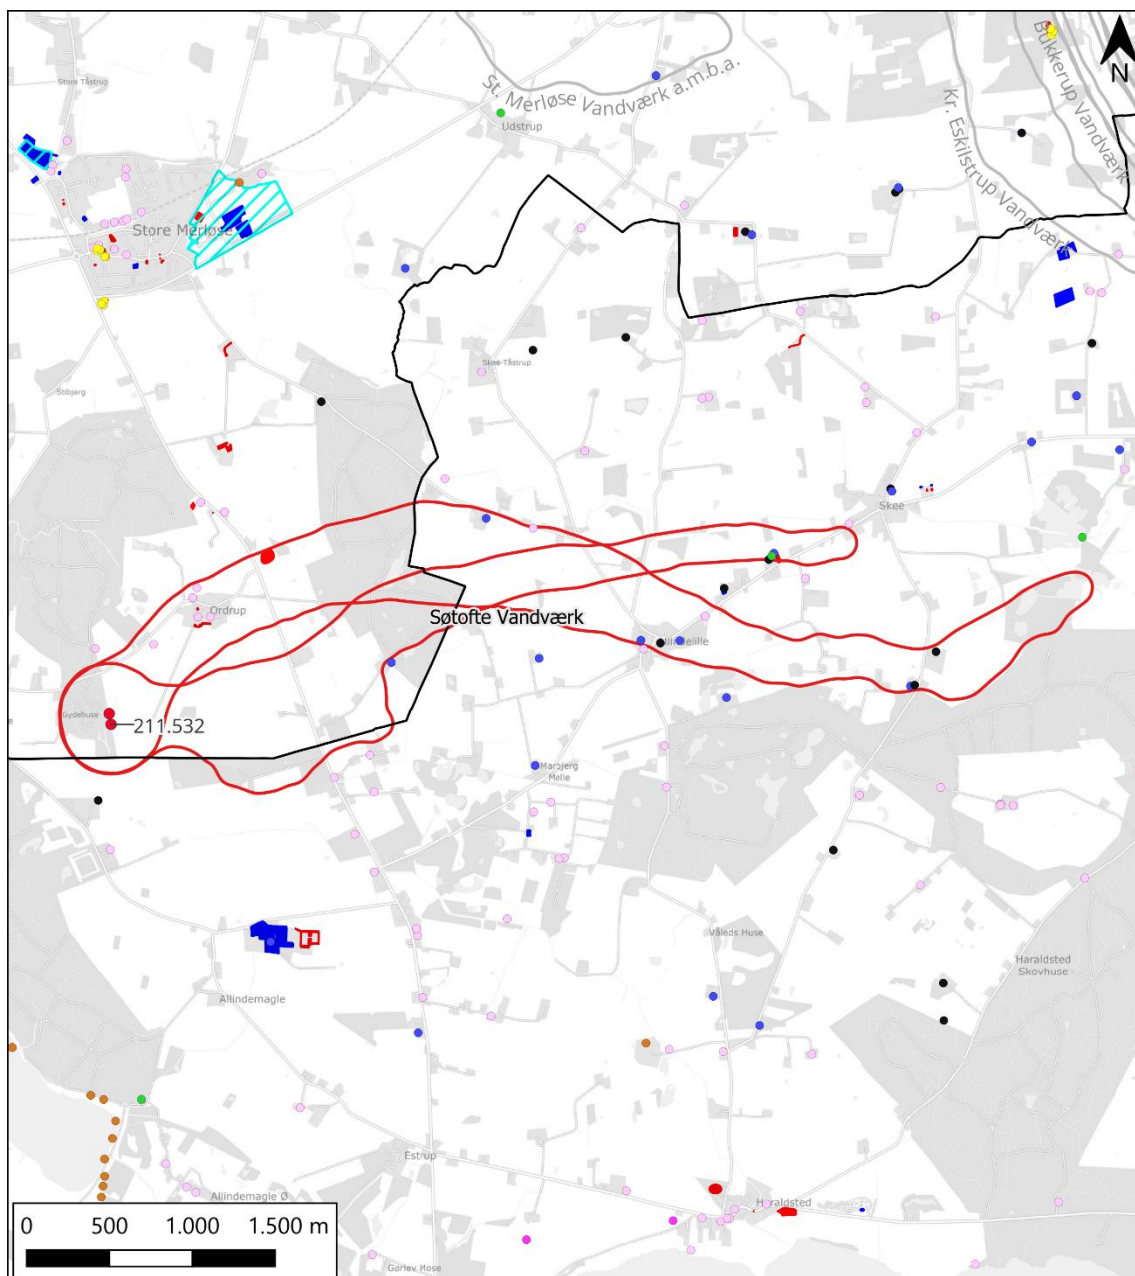 Store Tåstrup
St. Merløse Vandværk a.m.b.a.
Udstrup
Kr. Eskilstrup Vandværk
Bukkerup Vandværk
N
Store Merløse
Skee-Tåstrup
Stibjerg
Skee
Ordrup
Søtofte Vandværk
Gydehuse
211.532
Marbjerg
Mølle
Våleds Huse
Haraldsted
Skovhuse
Allindemagle
Estrup
Allindemagle Ø
Haraldsted
0 500 1.000 1.500 m
Gørlev Mose